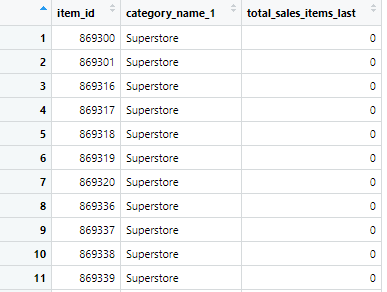 item_id category_name_1 total_sales_items_last
1 869300 Superstore 0
2 869301 Superstore 0
3 869316 Superstore 0
4 869317 Superstore 0
5 869318 Superstore 0
6 869319 Superstore 0
7 869320 Superstore 0
8 869336 Superstore 0
9 869337 Superstore 0
10 869338 Superstore 0
11 869339 Superstore 0